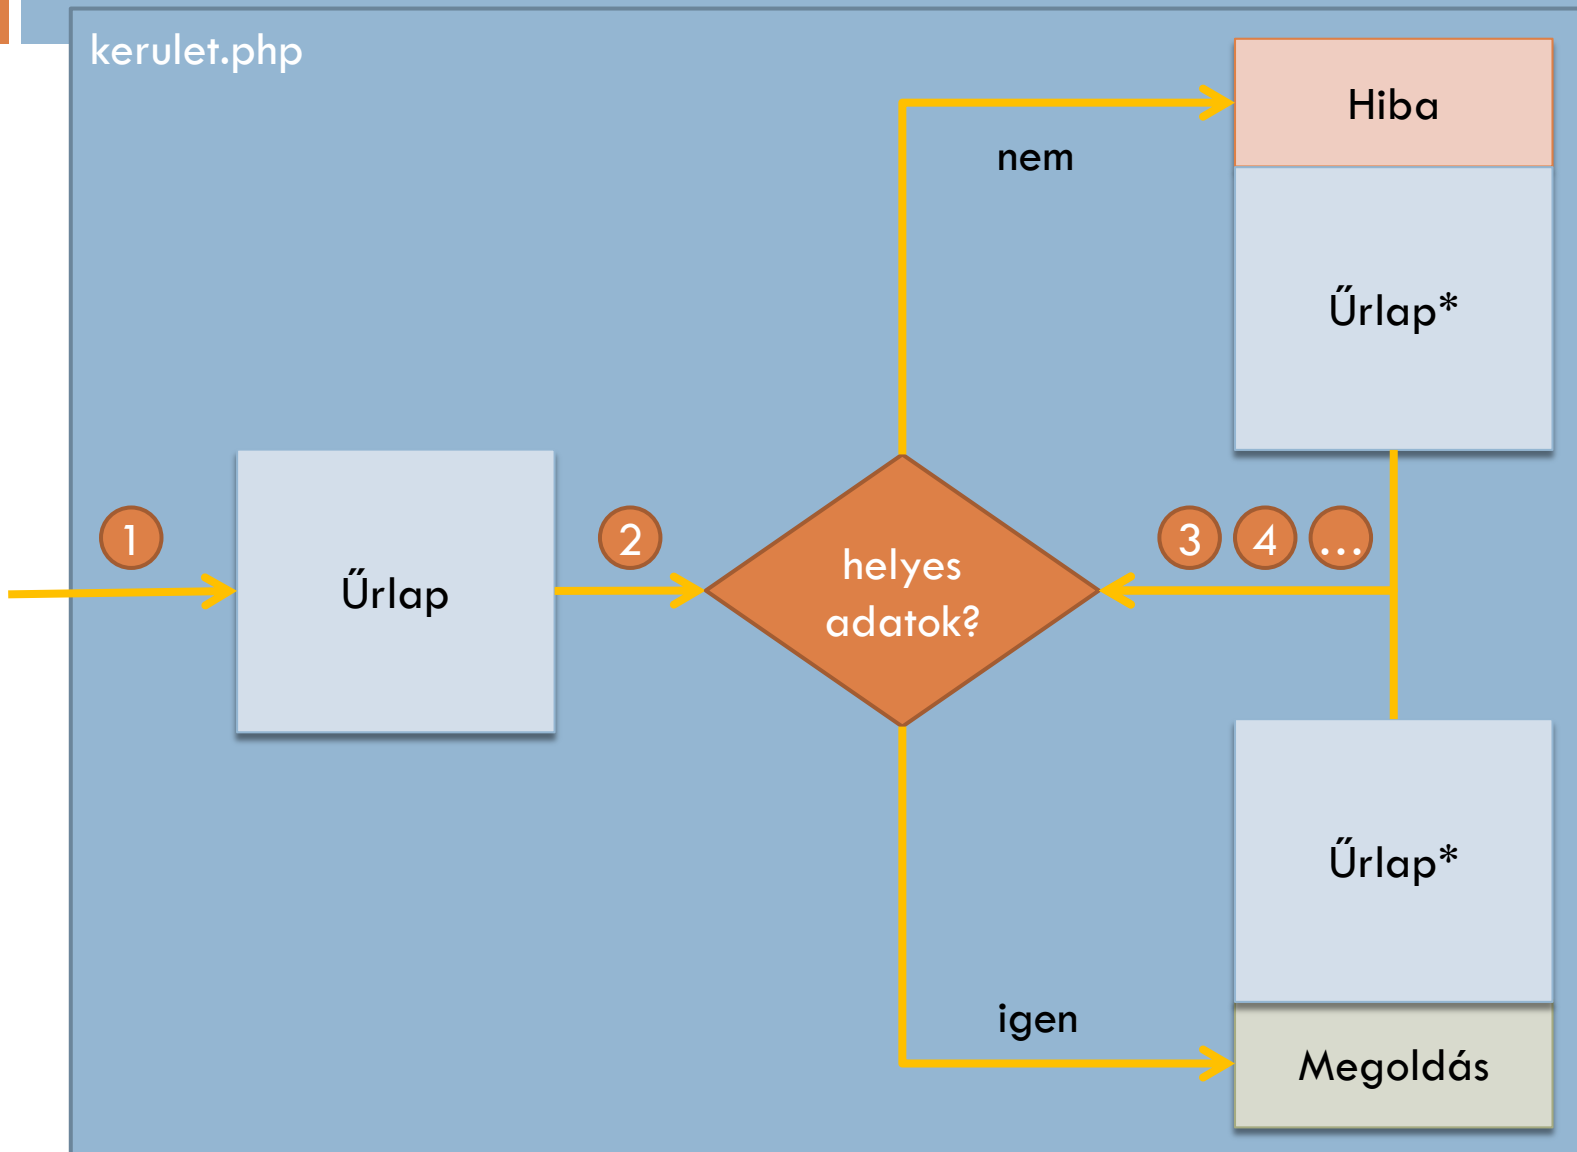 kerulet.php
Hiba
nem
Űrlap*
1
2
3 4 ...
Űrlap
helyes
adatok?
Űrlap*
igen
Megoldás